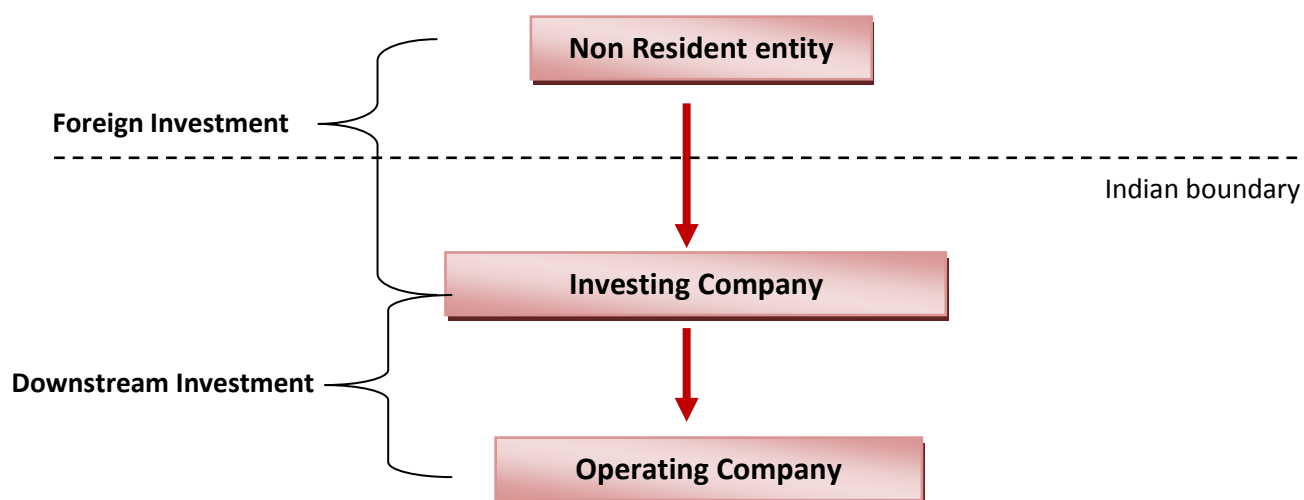 Non Resident entity
Foreign Investment
Indian boundary
Investing Company
Downstream Investment
Operating Company